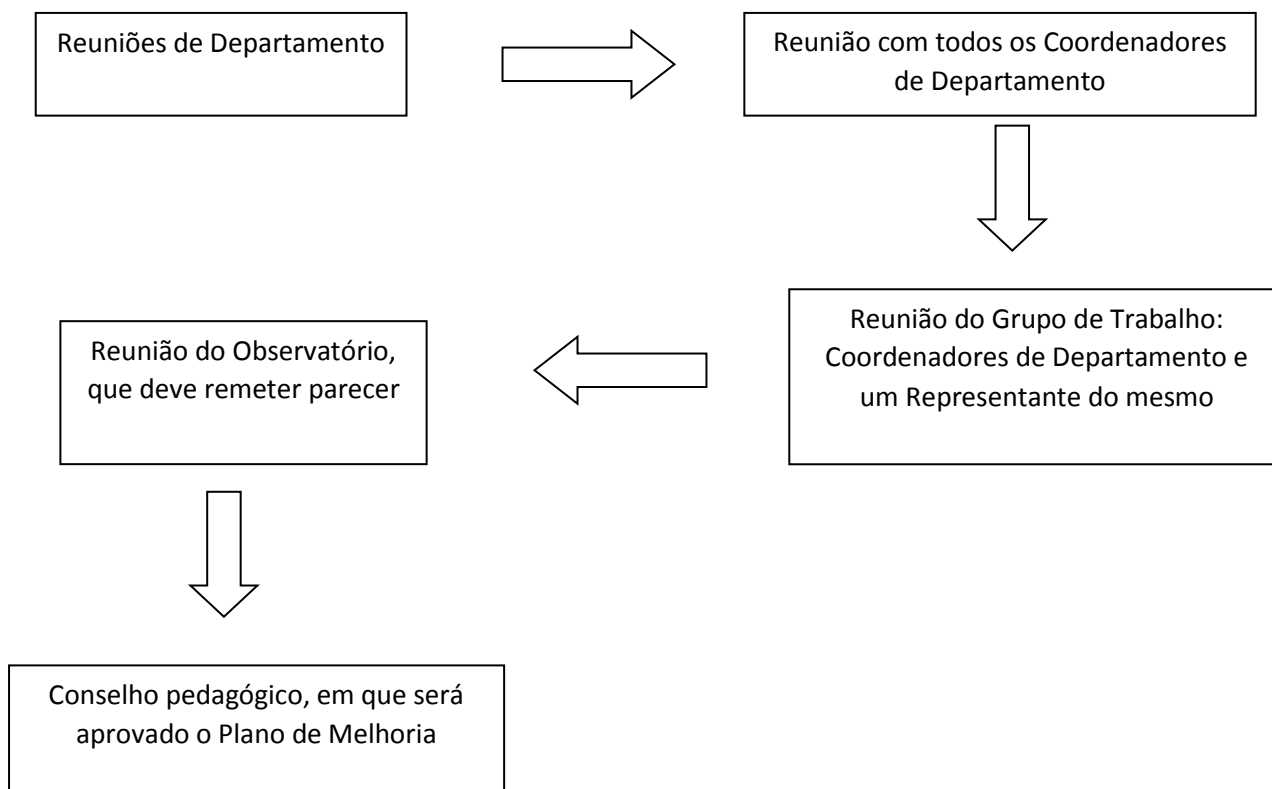 Reuniões de Departamento
Reunião com todos os Coordenadores
de Departamento
Reunião do Grupo de Trabalho:
Coordenadores de Departamento e
um Representante do mesmo
Reunião do Observatório,
que deve remeter parecer
Conselho pedagógico, em que será
aprovado o Plano de Melhoria